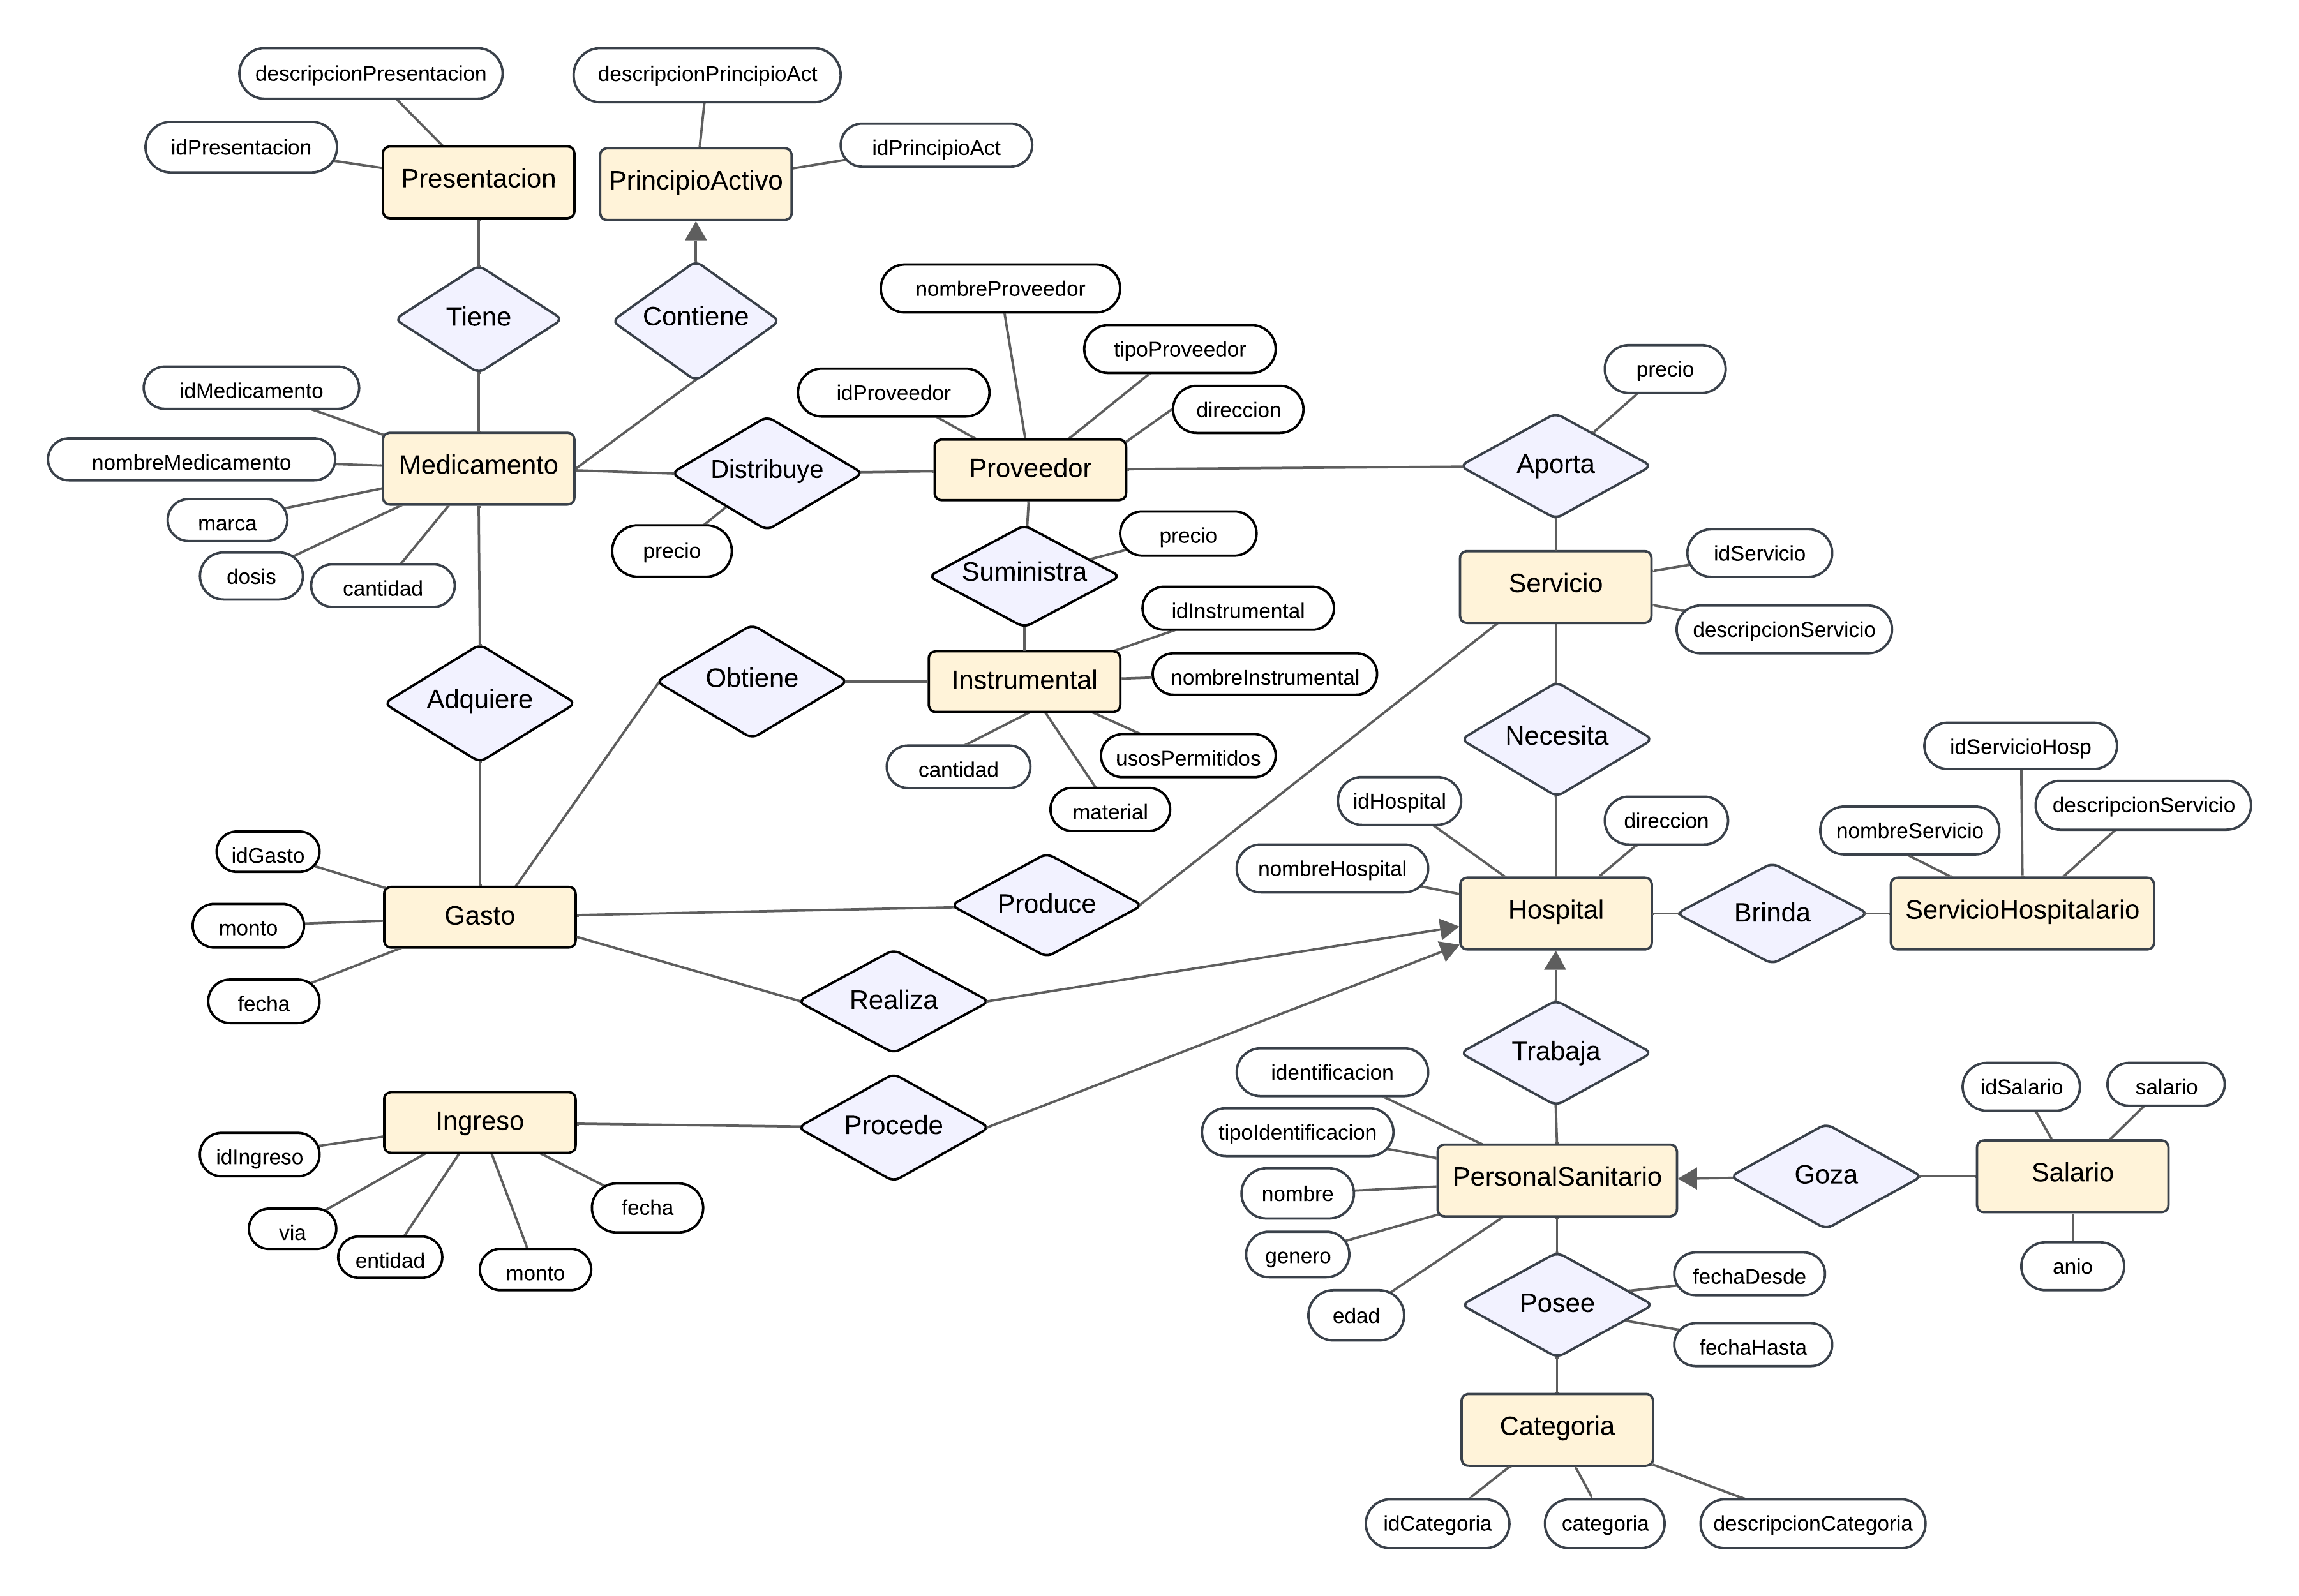 descripcionPresentacion
descripcionPrincipioAct
idPresentacion
idPrincipioAct
Presentacion
PrincipioActivo
nombreProveedor
Tiene
Contiene
tipoProveedor
precio
idMedicamento
idProveedor
direccion
nombreMedicamento
Medicamento
Distribuye
Proveedor
Aporta
marca
precio
precio
dosis
cantidad
Suministra
idServicio
Servicio
descripcionServicio
idInstrumental
Adquiere
Obtiene
Instrumental
nombreInstrumental
Necesita
cantidad
usosPermitidos
material
idServicioHosp
idHospital
direccion
nombreServicio
descripcionServicio
idGasto
nombreHospital
monto
Gasto
Produce
Hospital
Brinda
ServicioHospitalario
fecha
Realiza
Trabaja
identificacion
idSalario
salario
Ingreso
Procede
tipoIdentificacion
idIngreso
nombre
PersonalSanitario
Goza
Salario
via
entidad
monto
fecha
genero
edad
Posee
fechaDesde
fechaHasta
anio
Categoria
idCategoria
categoria
descripcionCategoria